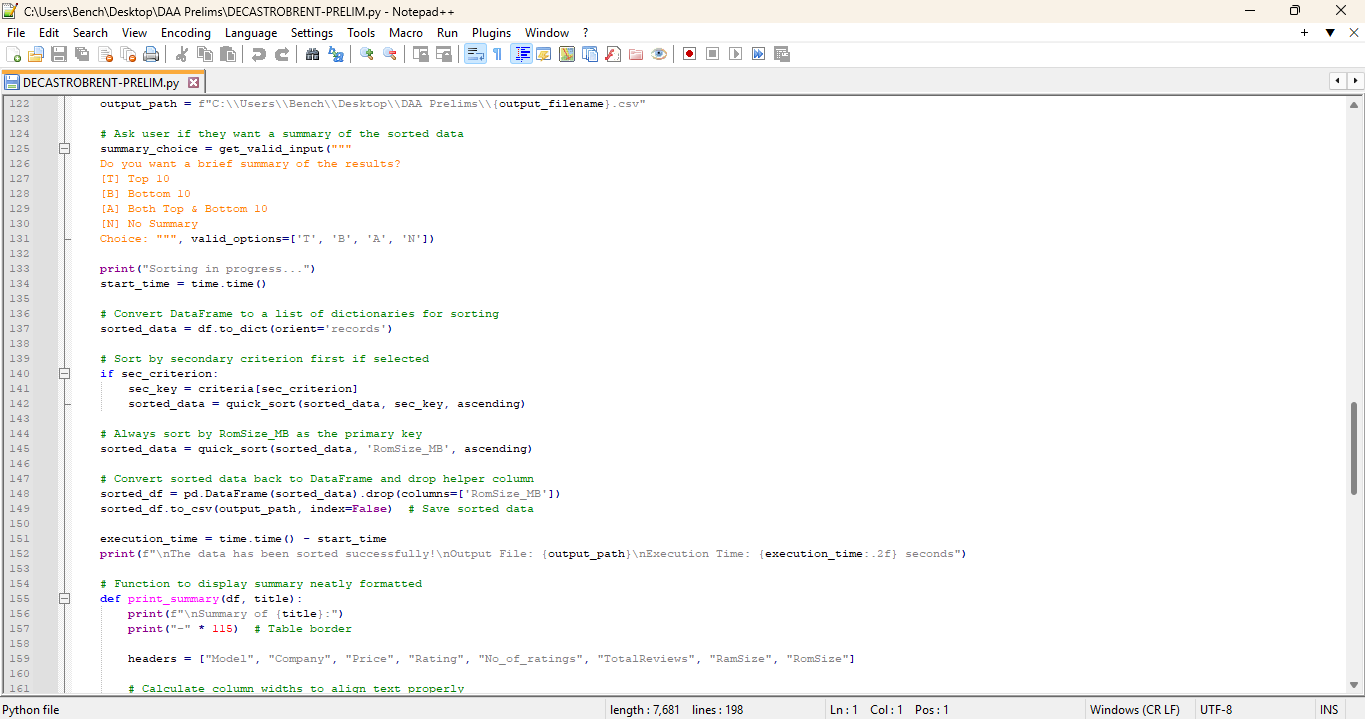 C:\Users\Bench\Desktop\DAA Prelims\DECASTROBRENT-PRELIM.py - Notepad++
File Edit Search View Encoding Language Settings Tools Macro Run Plugins Window ?
DECASTROBRENT-PRELIM.py
122 output_path = f"C:\\Users\\Bench\\Desktop\\DAA Prelims\\{output_filename}.csv"
123
124 # Ask user if they want a summary of the sorted data
125 summary_choice = get_valid_input("""
126 Do you want a brief summary of the results?
127 [T] Top 10
128 [B] Bottom 10
129 [A] Both Top & Bottom 10
130 [N] No Summary
131 Choice: """, valid_options=['T', 'B', 'A', 'N'])
132
133 print("Sorting in progress...")
134 start_time = time.time()
135
136 # Convert DataFrame to a list of dictionaries for sorting
137 sorted_data = df.to_dict(orient='records')
138
139 # Sort by secondary criterion first if selected
140 if sec_criterion:
141 sec_key = criteria[sec_criterion]
142 sorted_data = quick_sort(sorted_data, sec_key, ascending)
143
144 # Always sort by RomSize_MB as the primary key
145 sorted_data = quick_sort(sorted_data, 'RomSize_MB', ascending)
146
147 # Convert sorted data back to DataFrame and drop helper column
148 sorted_df = pd.DataFrame(sorted_data).drop(columns=['RomSize_MB'])
149 sorted_df.to_csv(output_path, index=False) # Save sorted data
150
151 execution_time = time.time() - start_time
152 print(f"\nThe data has been sorted successfully!\nOutput File: {output_path}\nExecution Time: {execution_time:.2f} seconds")
153
154 # Function to display summary neatly formatted
155 def print_summary(df, title):
156 print(f"\nSummary of {title}:")
157 print("-" * 115) # Table border
158
159 headers = ["Model", "Company", "Price", "Rating", "No_of_ratings", "TotalReviews", "RamSize", "RomSize"]
160
161 # Calculate column widths to align text properly
Python file length : 7,681 lines : 198 Ln : 1 Col : 1 Pos : 1 Windows (CR LF) UTF-8 INS